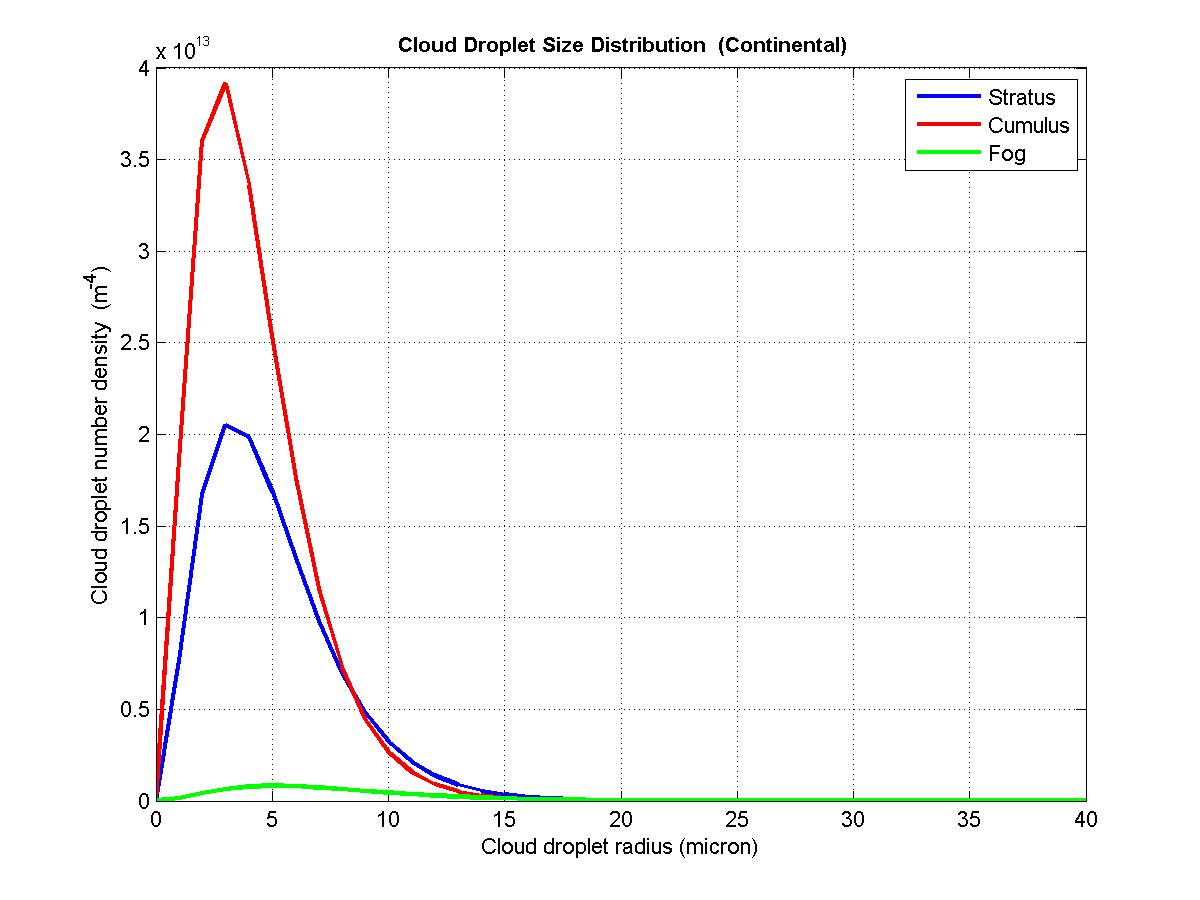 Cloud Droplet Size Distribution (Continental)
x 10^13
4
3.5
3
2.5
2
1.5
1
0.5
0
Cloud droplet number density (m^-4)
Stratus
Cumulus
Fog
0 5 10 15 20 25 30 35 40
Cloud droplet radius (micron)